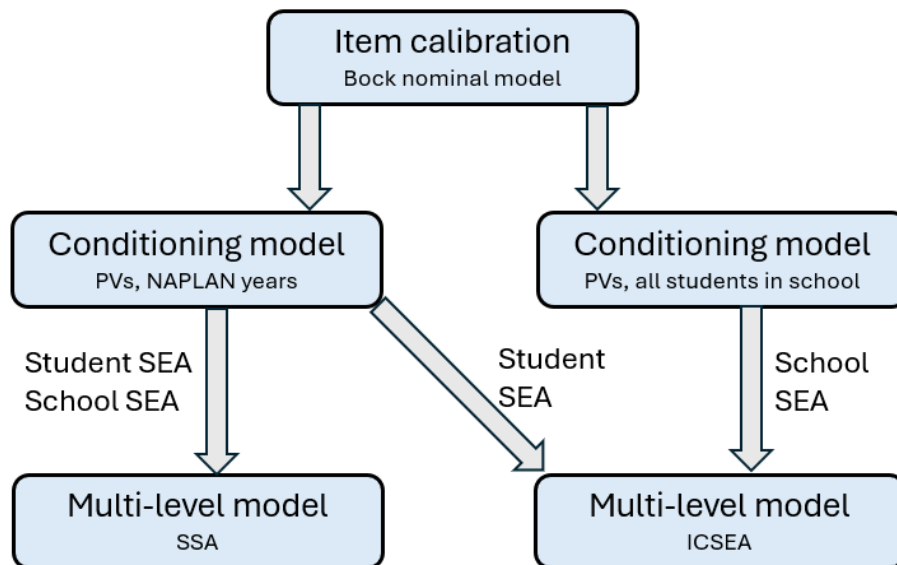 Item calibration
Bock nominal model
Conditioning model
PVs, NAPLAN years
Conditioning model
PVs, all students in school
Student SEA
School SEA
Student
SEA
School
SEA
Multi-level model
SSA
Multi-level model
ICSEA